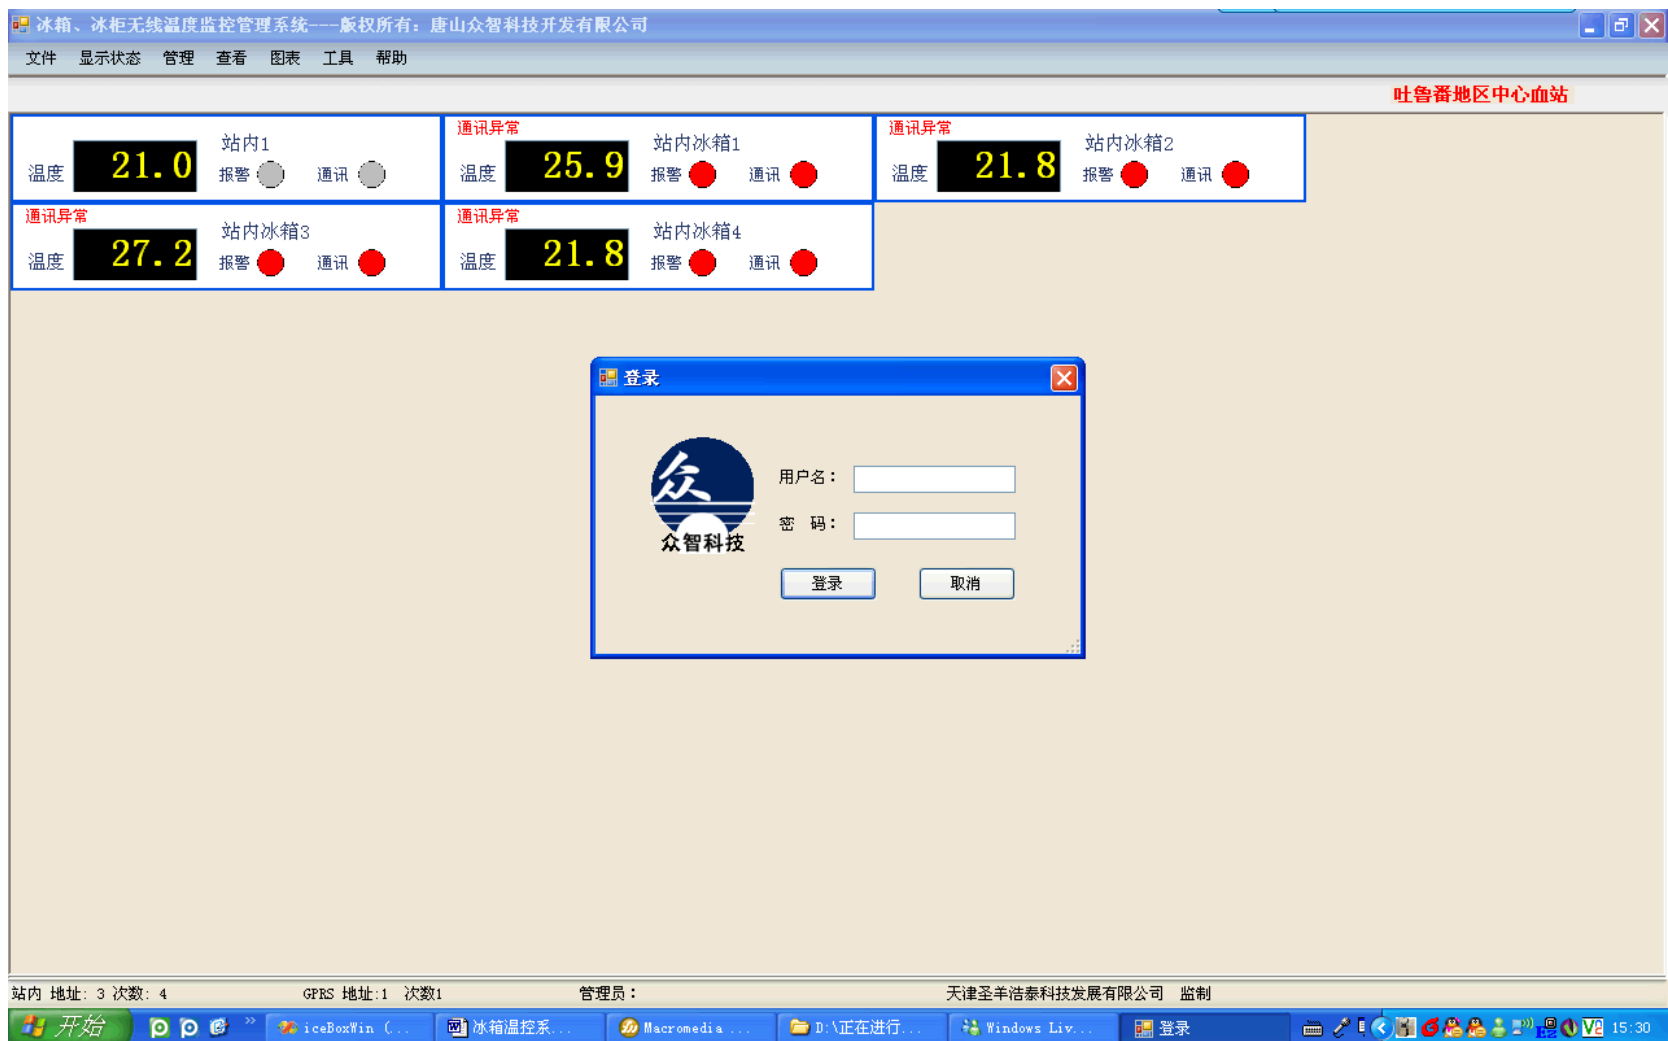 冰箱、冰柜无线温度监控管理系统---版权所有：唐山众智科技开发有限公司
文件 显示状态 管理 查看 图表 工具 帮助
吐鲁番地区中心血站
站内1
温度 21.0 报警 通讯
通讯异常
站内冰箱1
温度 25.9 报警 通讯
通讯异常
站内冰箱2
温度 21.8 报警 通讯
通讯异常
站内冰箱3
温度 27.2 报警 通讯
通讯异常
站内冰箱4
温度 21.8 报警 通讯
登录
众
众智科技
用户名：
密 码：
登录 取消
站内 地址: 3 次数: 4 GPRS 地址:1 次数1 管理员： 天津圣羊浩泰科技发展有限公司 监制
开始 iceBoxWin (... 冰箱温控系... Macromedia ... D:\正在进行... Windows Liv... 登录 15:30